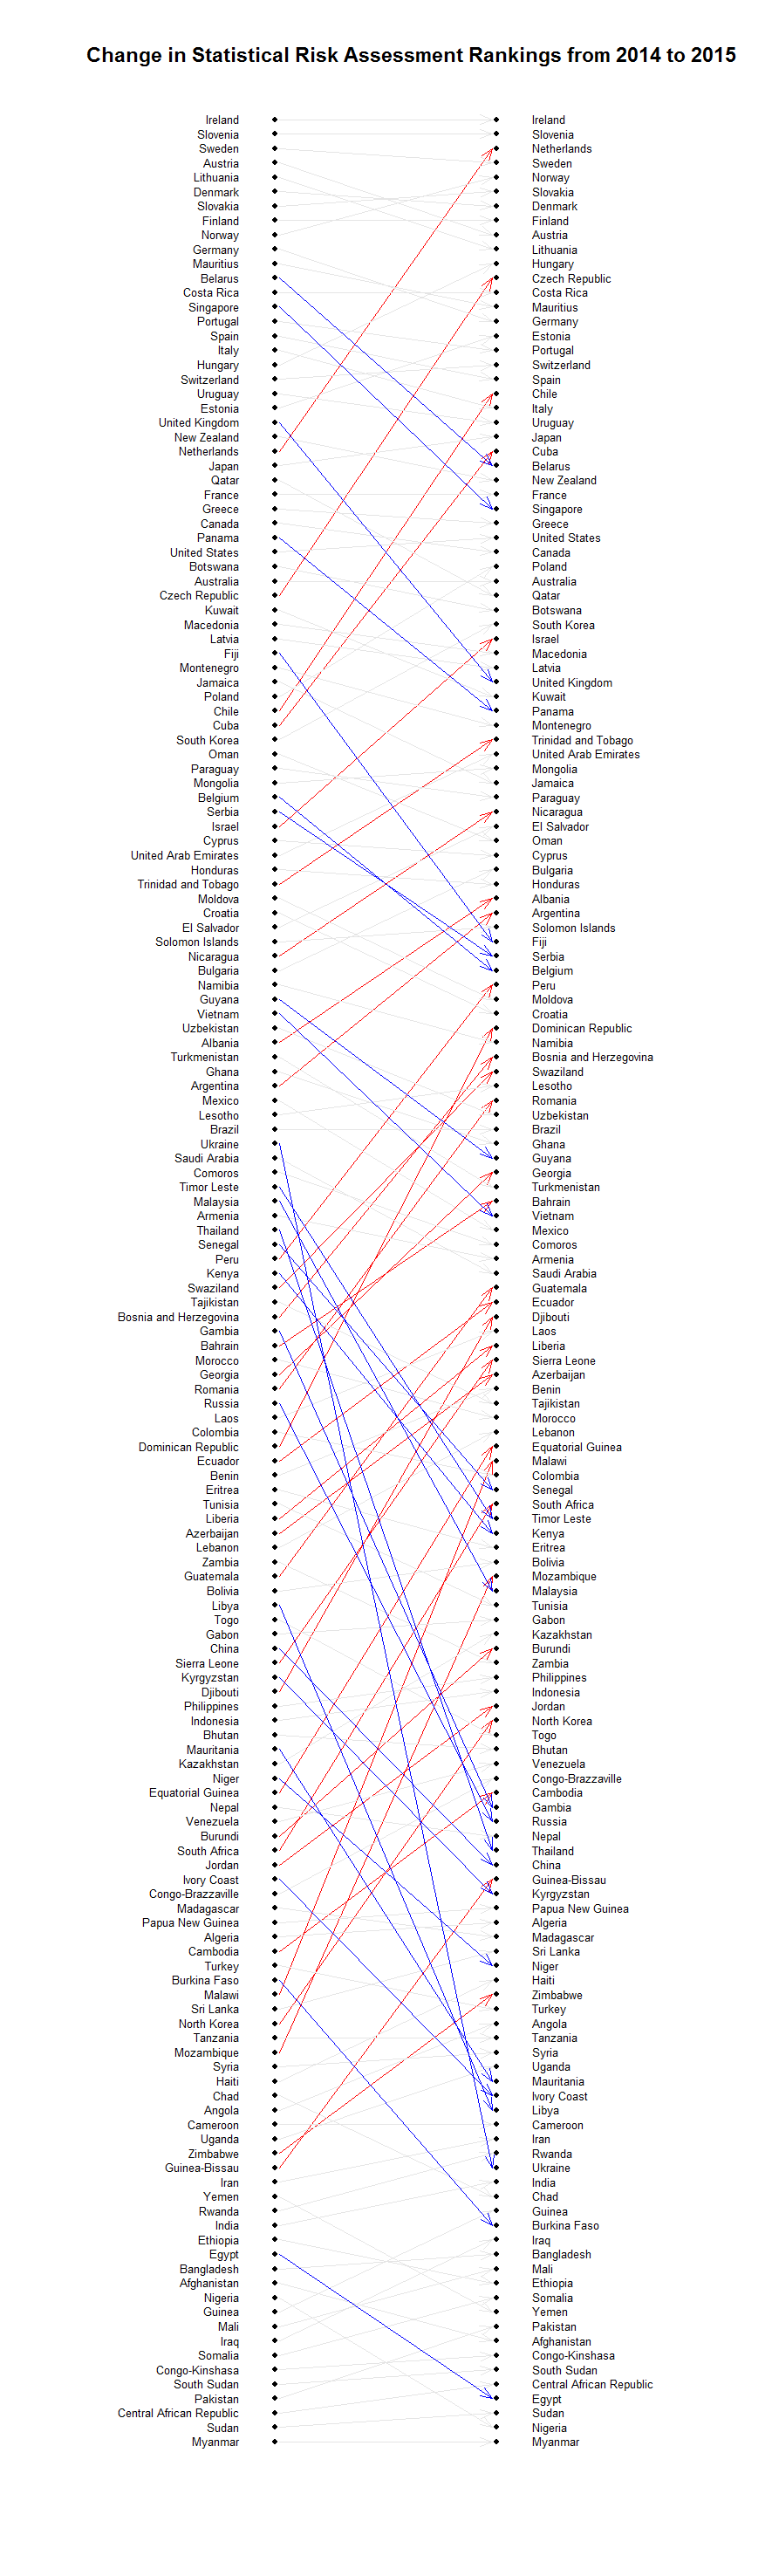 Change in Statistical Risk Assessment Rankings from 2014 to 2015
Ireland Ireland
Slovenia Slovenia
Sweden Netherlands
Austria Sweden
Lithuania Norway
Denmark Slovakia
Slovakia Denmark
Finland Finland
Norway Austria
Germany Lithuania
Mauritius Hungary
Belarus Czech Republic
Costa Rica Costa Rica
Singapore Mauritius
Portugal Germany
Spain Estonia
Italy Portugal
Hungary Switzerland
Switzerland Spain
Uruguay Chile
Estonia Italy
United Kingdom Uruguay
New Zealand Japan
Netherlands Cuba
Japan Belarus
Qatar New Zealand
France France
Greece Singapore
Canada Greece
Panama United States
United States Canada
Botswana Poland
Australia Australia
Czech Republic Qatar
Kuwait Botswana
Macedonia South Korea
Latvia Israel
Fiji Macedonia
Montenegro Latvia
Jamaica United Kingdom
Poland Kuwait
Chile Panama
Cuba Montenegro
South Korea Trinidad and Tobago
Oman United Arab Emirates
Paraguay Mongolia
Mongolia Jamaica
Belgium Paraguay
Serbia Nicaragua
Israel El Salvador
Cyprus Oman
United Arab Emirates Cyprus
Honduras Bulgaria
Trinidad and Tobago Honduras
Moldova Albania
Croatia Argentina
El Salvador Solomon Islands
Solomon Islands Fiji
Nicaragua Serbia
Bulgaria Belgium
Namibia Peru
Guyana Moldova
Vietnam Croatia
Uzbekistan Dominican Republic
Albania Namibia
Turkmenistan Bosnia and Herzegovina
Ghana Swaziland
Argentina Lesotho
Mexico Romania
Lesotho Uzbekistan
Brazil Brazil
Ukraine Ghana
Saudi Arabia Guyana
Comoros Georgia
Timor Leste Turkmenistan
Malaysia Bahrain
Armenia Vietnam
Thailand Mexico
Senegal Comoros
Peru Armenia
Kenya Saudi Arabia
Swaziland Guatemala
Tajikistan Ecuador
Bosnia and Herzegovina Djibouti
Gambia Laos
Bahrain Liberia
Morocco Sierra Leone
Georgia Azerbaijan
Romania Benin
Russia Tajikistan
Laos Morocco
Colombia Lebanon
Dominican Republic Equatorial Guinea
Ecuador Malawi
Benin Colombia
Eritrea Senegal
Tunisia South Africa
Liberia Timor Leste
Azerbaijan Kenya
Lebanon Eritrea
Zambia Bolivia
Guatemala Mozambique
Bolivia Malaysia
Libya Tunisia
Togo Gabon
Gabon Kazakhstan
China Burundi
Sierra Leone Zambia
Kyrgyzstan Philippines
Djibouti Indonesia
Philippines Jordan
Indonesia North Korea
Bhutan Togo
Mauritania Bhutan
Kazakhstan Venezuela
Niger Congo-Brazzaville
Equatorial Guinea Cambodia
Nepal Gambia
Venezuela Russia
Burundi Nepal
South Africa Thailand
Jordan China
Ivory Coast Guinea-Bissau
Congo-Brazzaville Kyrgyzstan
Madagascar Papua New Guinea
Papua New Guinea Algeria
Algeria Madagascar
Cambodia Sri Lanka
Turkey Niger
Burkina Faso Haiti
Malawi Zimbabwe
Sri Lanka Turkey
North Korea Angola
Tanzania Tanzania
Mozambique Syria
Syria Uganda
Haiti Mauritania
Chad Ivory Coast
Angola Libya
Cameroon Cameroon
Uganda Iran
Zimbabwe Rwanda
Guinea-Bissau Ukraine
Iran India
Yemen Chad
Rwanda Guinea
India Burkina Faso
Ethiopia Iraq
Egypt Bangladesh
Bangladesh Mali
Afghanistan Ethiopia
Nigeria Somalia
Guinea Yemen
Mali Pakistan
Iraq Afghanistan
Somalia Congo-Kinshasa
Congo-Kinshasa South Sudan
South Sudan Central African Republic
Pakistan Egypt
Central African Republic Sudan
Sudan Nigeria
Myanmar Myanmar